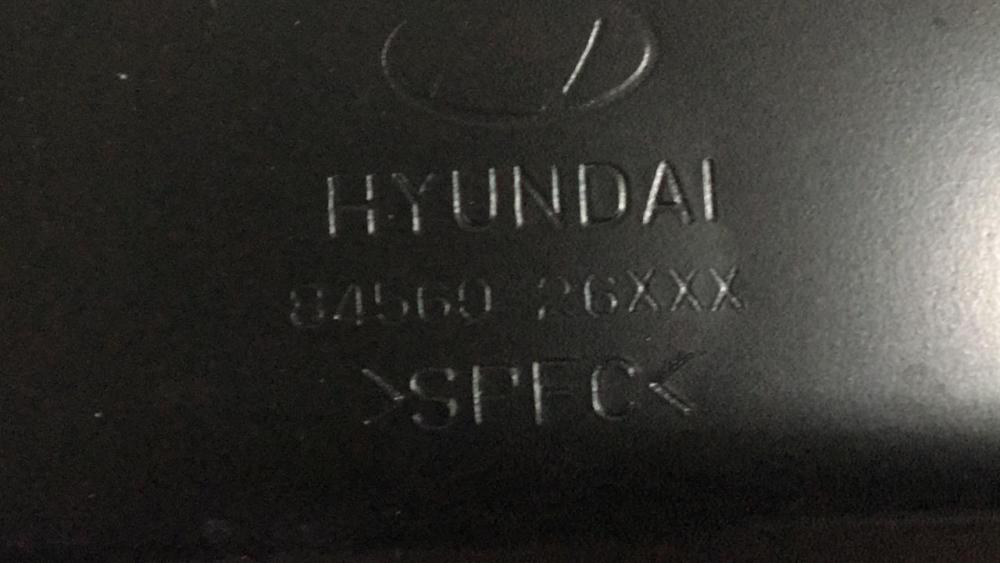 HYUNDAI
84560 26XXX
>SPFC<